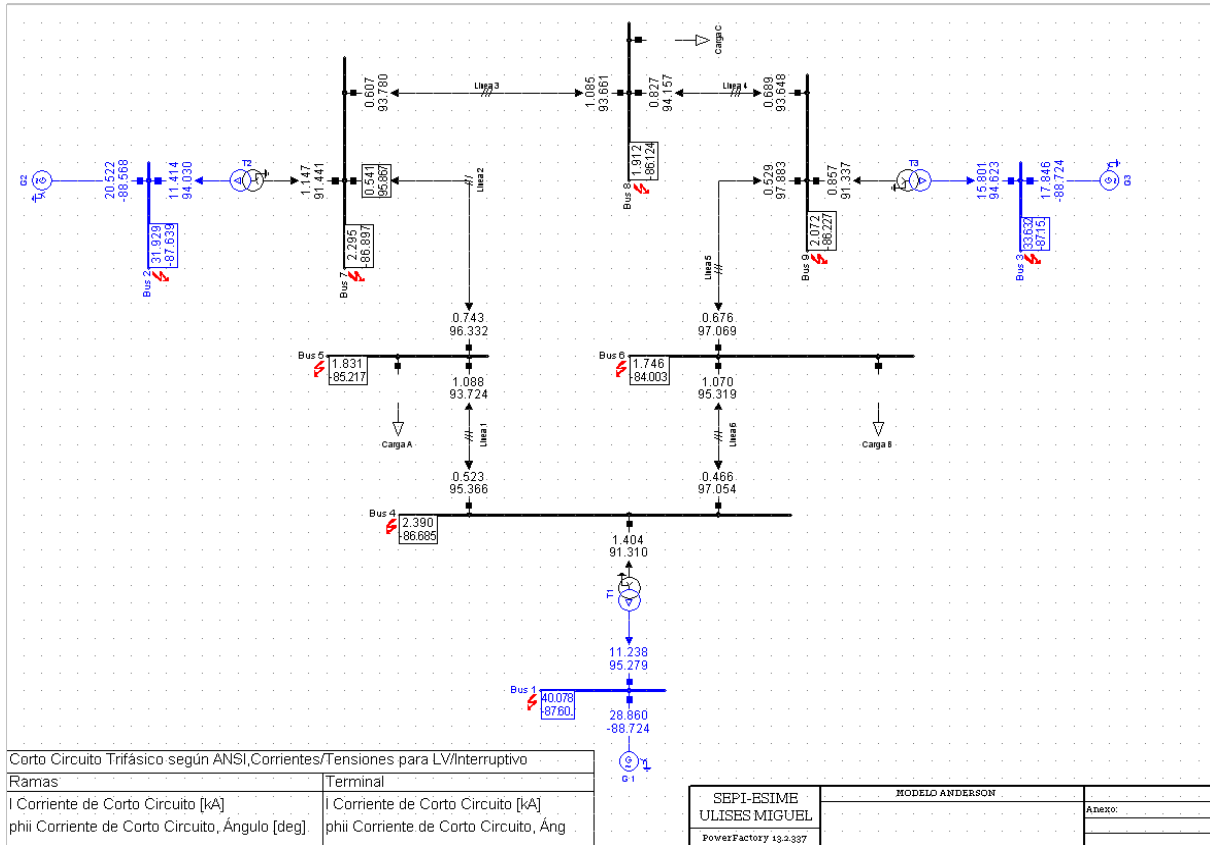 Carga C
0.607
93.780
Línea 3
1.085
93.661
0.827
94.157
Línea 4
0.689
93.648
G2
20.522
-88.568
11.414
94.030
T2
1.147
91.441
0.541
95.867
Línea 2
1.912
-86.124
Bus 8
0.529
97.883
0.857
91.337
15.801
94.623
17.846
-88.724
G3
31.929
-87.639
Bus 2
2.295
-86.897
Bus 7
Línea 5
2.072
-86.227
Bus 9
33.632
-87.15
Bus 3
0.743
96.332
0.676
97.069
Bus 5
1.831
-85.217
Bus 6
1.746
-84.003
1.088
93.724
1.070
95.319
Carga A
Línea 1
Línea 6
Carga B
0.523
95.366
0.466
97.054
Bus 4
2.390
-86.685
1.404
91.310
T1
11.238
95.279
Bus 1
40.078
-87.60.
28.860
-88.724
G1
Corto Circuito Trifásico según ANSI,Corrientes/Tensiones para LV/Interruptivo
Ramas
Terminal
I Corriente de Corto Circuito [kA]
I Corriente de Corto Circuito [kA]
phii Corriente de Corto Circuito, Ángulo [deg]
phii Corriente de Corto Circuito, Áng
SEPI-ESIME
ULISES MIGUEL
PowerFactory 13.2.337
MODELO ANDERSON
Anexo: